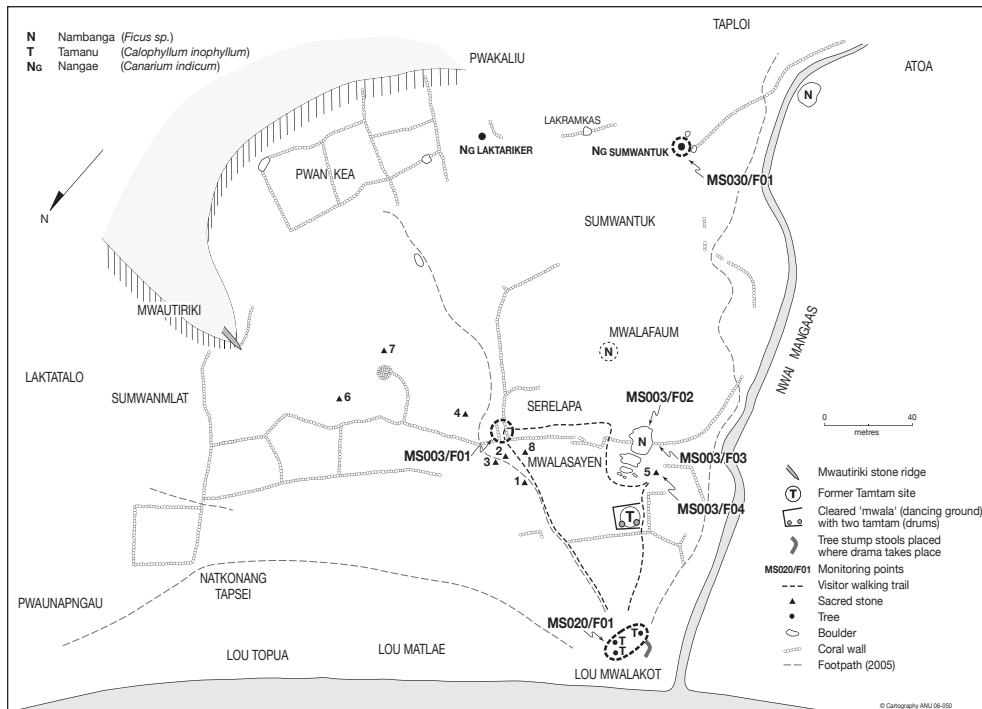 N Nambanga (Ficus sp.)
T Tamanu (Calophyllum inophyllum)
NG Nangae (Canarium indicum)
TAPLOI
PWAKALIU
ATOA
N
LAKRAMKAS
NG LAKTARIKER
NG SUMWANTUK
PWAN KEA
MS030/F01
N
SUMWANTUK
MWAUTIRIKI
NWAI MANGAAS
MWALAFAUM
N
7
LAKTATALO
SUMWANMLAT
6
4
SERELAPA
MS003/F02
0 40
metres
MS003/F01
2
8
N
MS003/F03
3
MWALASAYEN
5
1
MS003/F04
T
Mwautiriki stone ridge
T Former Tamtam site
Cleared 'mwala' (dancing ground)
with two tamtam (drums)
Tree stump stools placed
where drama takes place
MS020/F01 Monitoring points
Visitor walking trail
Sacred stone
Tree
Boulder
Coral wall
Footpath (2005)
NATKONANG
TAPSEI
PWAUNAPNGAU
MS020/F01
T
T
T
LOU TOPUA
LOU MATLAE
LOU MWALAKOT
© Cartography ANU 06-050